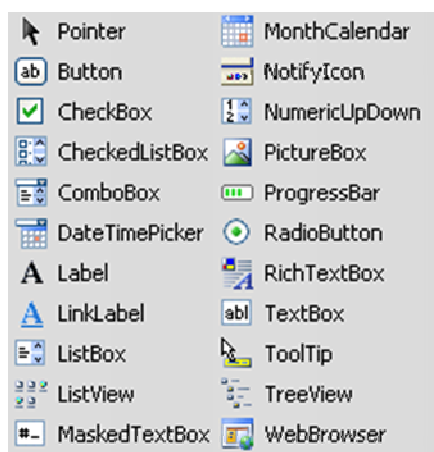 Pointer
Button
CheckBox
CheckedListBox
ComboBox
DateTimePicker
Label
LinkLabel
ListBox
ListView
MaskedTextBox
MonthCalendar
NotifyIcon
NumericUpDown
PictureBox
ProgressBar
RadioButton
RichTextBox
TextBox
ToolTip
TreeView
WebBrowser